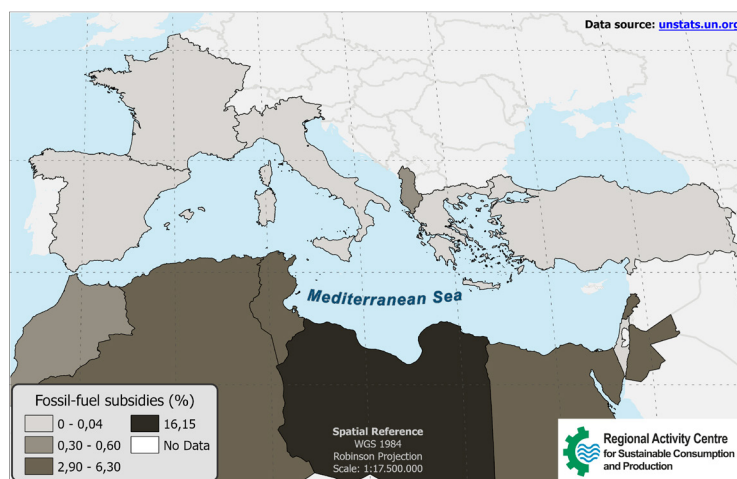 Data source: unstats.un.org
Mediterranean Sea
Fossil-fuel subsidies (%)
0 - 0,04
16,15
0,30 - 0,60
No Data
2,90 - 6,30
Spatial Reference
WGS 1984
Robinson Projection
Scale: 1:17.500.000
Regional Activity Centre
for Sustainable Consumption
and Production